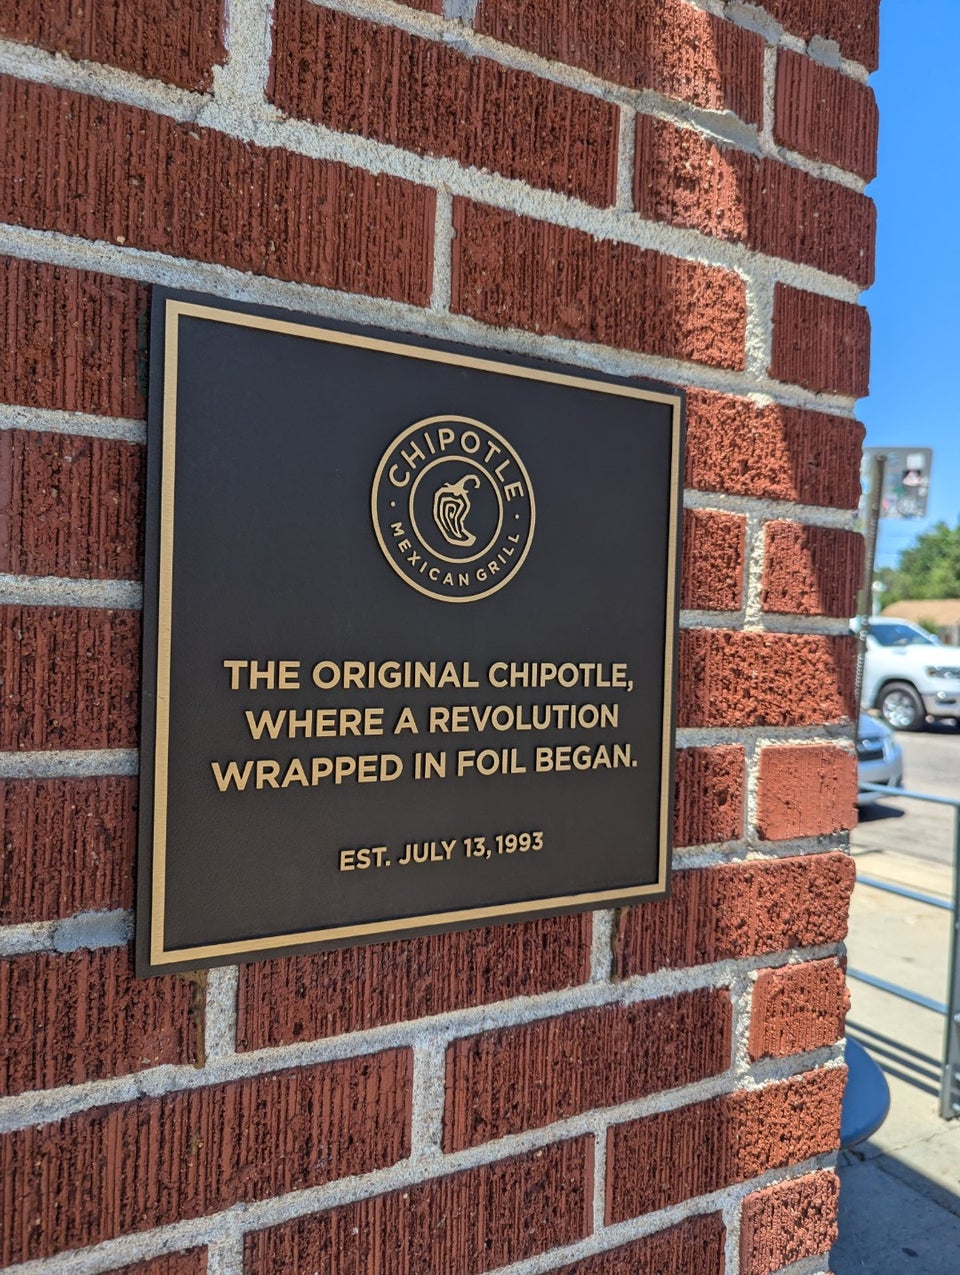 CHIPOTLE
MEXICAN GRILL
THE ORIGINAL CHIPOTLE,
WHERE A REVOLUTION
WRAPPED IN FOIL BEGAN.
EST. JULY 13, 1993